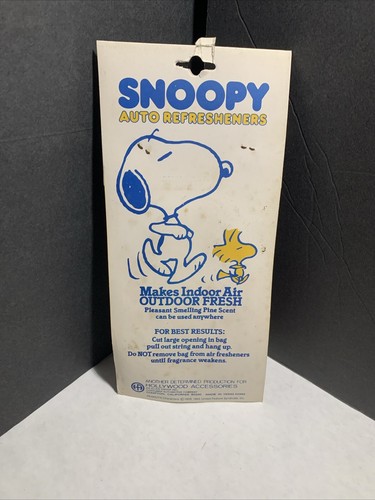 SNOOPY
AUTO REFRESHENERS
Makes Indoor Air
OUTDOOR FRESH
Pleasant Smelling Pine Scent
can be used anywhere
FOR BEST RESULTS:
Cut large opening in bag
pull out string and hang up.
Do NOT remove bag from air fresheners
until fragrance weakens.
ANOTHER DETERMINED PRODUCTION FOR
HOLLYWOOD ACCESSORIES